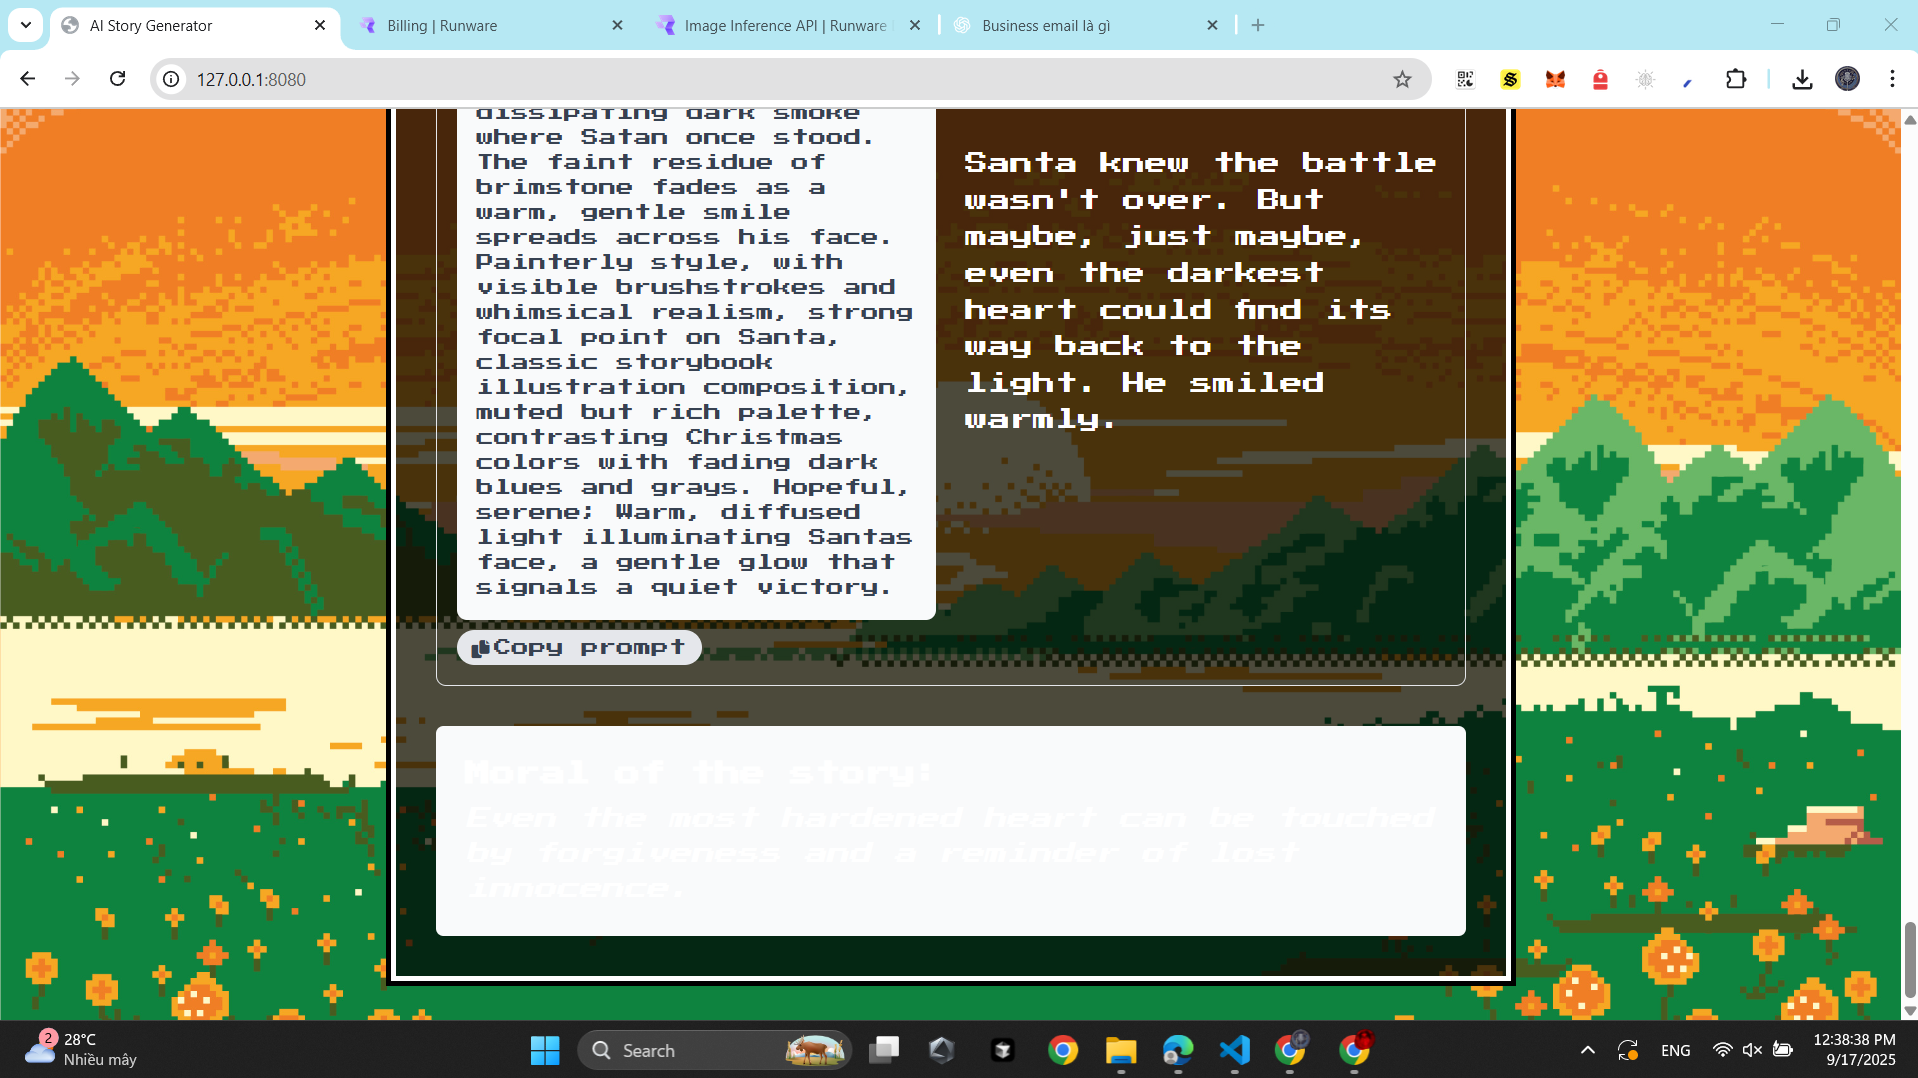 AI Story Generator
Billing | Runware
Image Inference API | Runware
Business email là gì
127.0.0.1:8080
dissipating dark smoke
where Satan once stood.
The faint residue of
brimstone fades as a
warm, gentle smile
spreads across his face.
Painterly style, with
visible brushstrokes and
whimsical realism, strong
focal point on Santa,
classic storybook
illustration composition,
muted but rich palette,
contrasting Christmas
colors with fading dark
blues and grays. Hopeful,
serene; Warm, diffused
light illuminating Santas
face, a gentle glow that
signals a quiet victory.
Copy prompt
Santa knew the battle
wasn't over. But
maybe, just maybe,
even the darkest
heart could find its
way back to the
light. He smiled
warmly.
Moral of the story:
Even the most hardened heart can be touched
by forgiveness and a reminder of lost
innocence.
2
28°C
Nhiều mây
Search
ENG
12:38:38 PM
9/17/2025